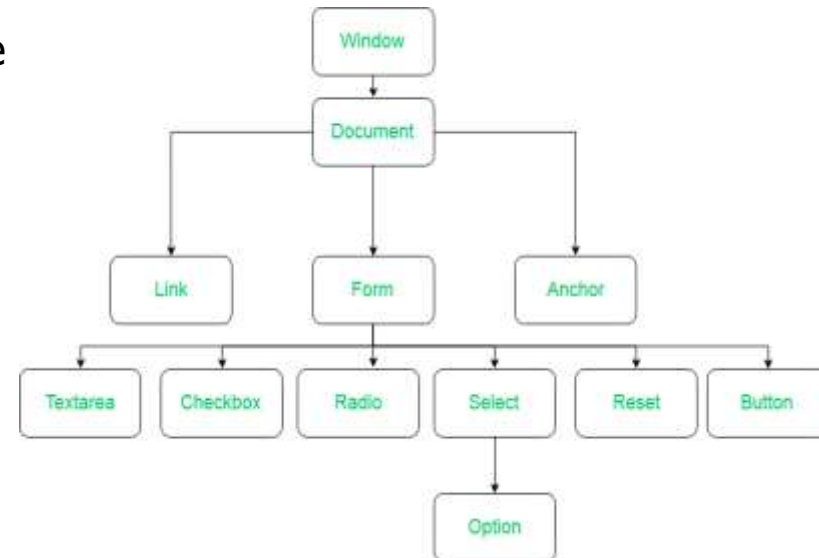 e
Window
Document
Link Form Anchor
Textarea Checkbox Radio Select Reset Button
Option